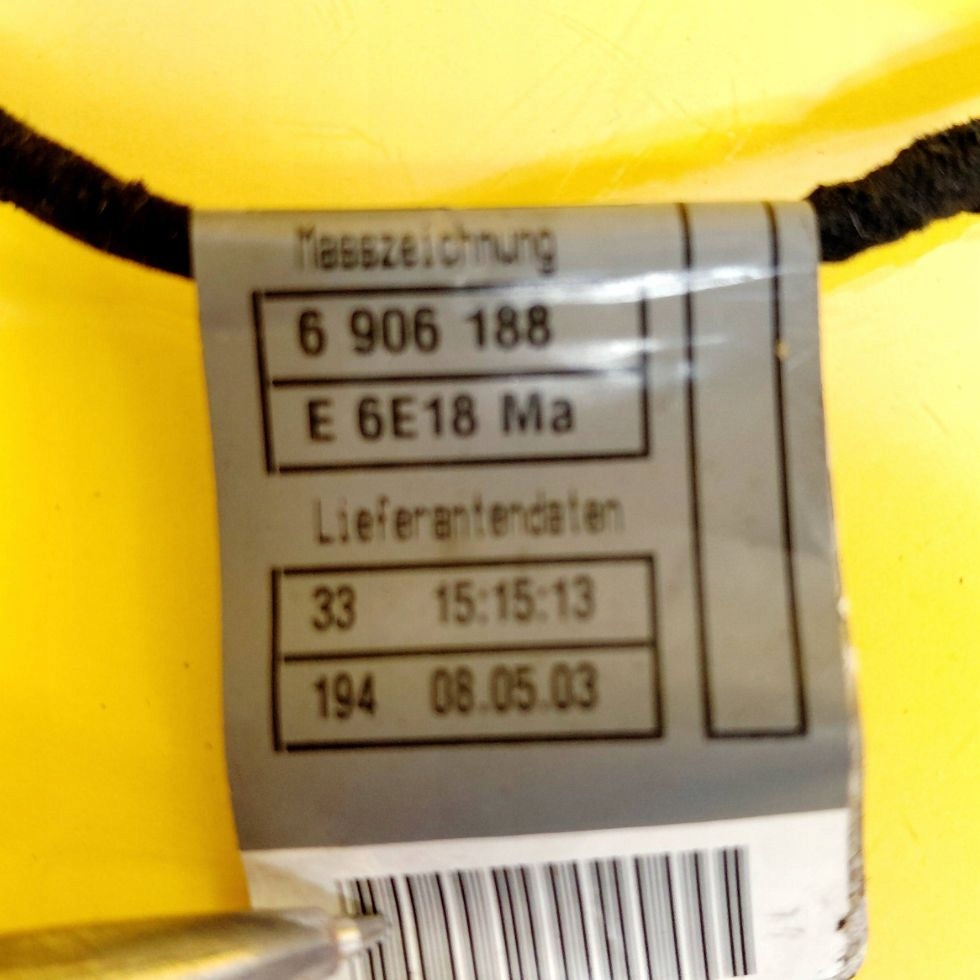 Masszeichnung
6 906 188
E 6E18 Ma
Lieferantendaten
33 15:15:13
194 08.05.03